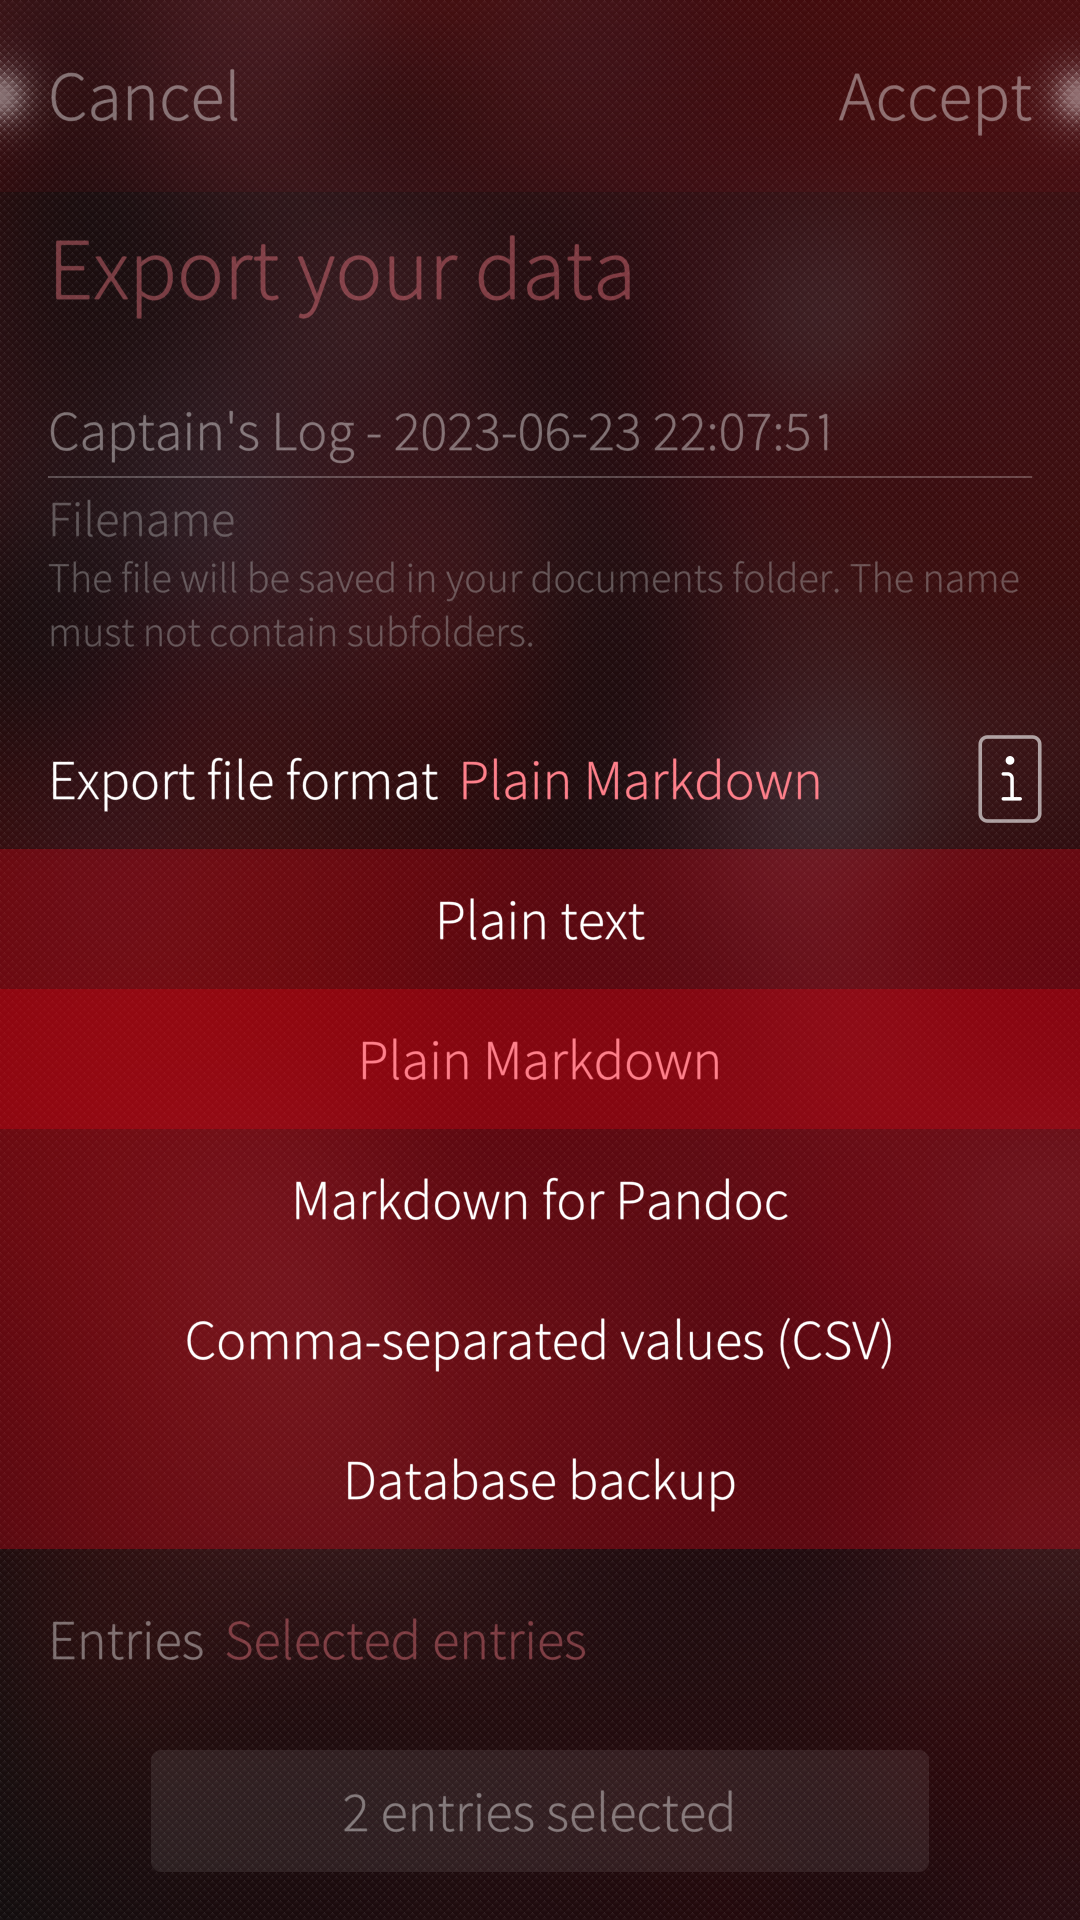 Cancel
Accept
Export your data
Captain's Log - 2023-06-23 22:07:51
Filename
The file will be saved in your documents folder. The name
must not contain subfolders.
Export file format Plain Markdown
i
Plain text
Plain Markdown
Markdown for Pandoc
Comma-separated values (CSV)
Database backup
Entries Selected entries
2 entries selected